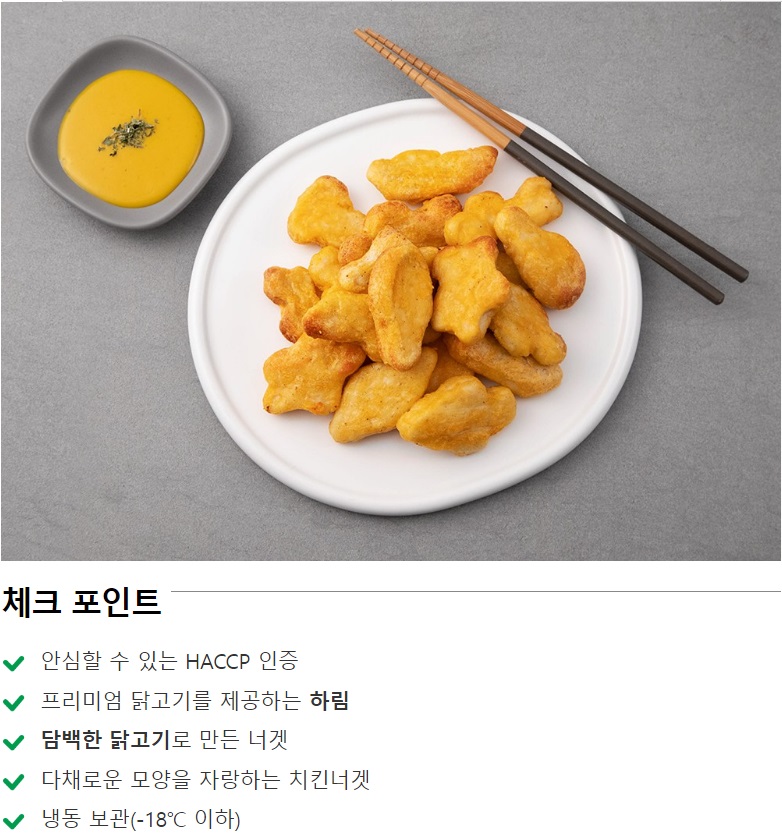 체크 포인트
안심할 수 있는 HACCP 인증
프리미엄 닭고기를 제공하는 하림
담백한 닭고기로 만든 너겟
다채로운 모양을 자랑하는 치킨너겟
냉동 보관(-18℃ 이하)